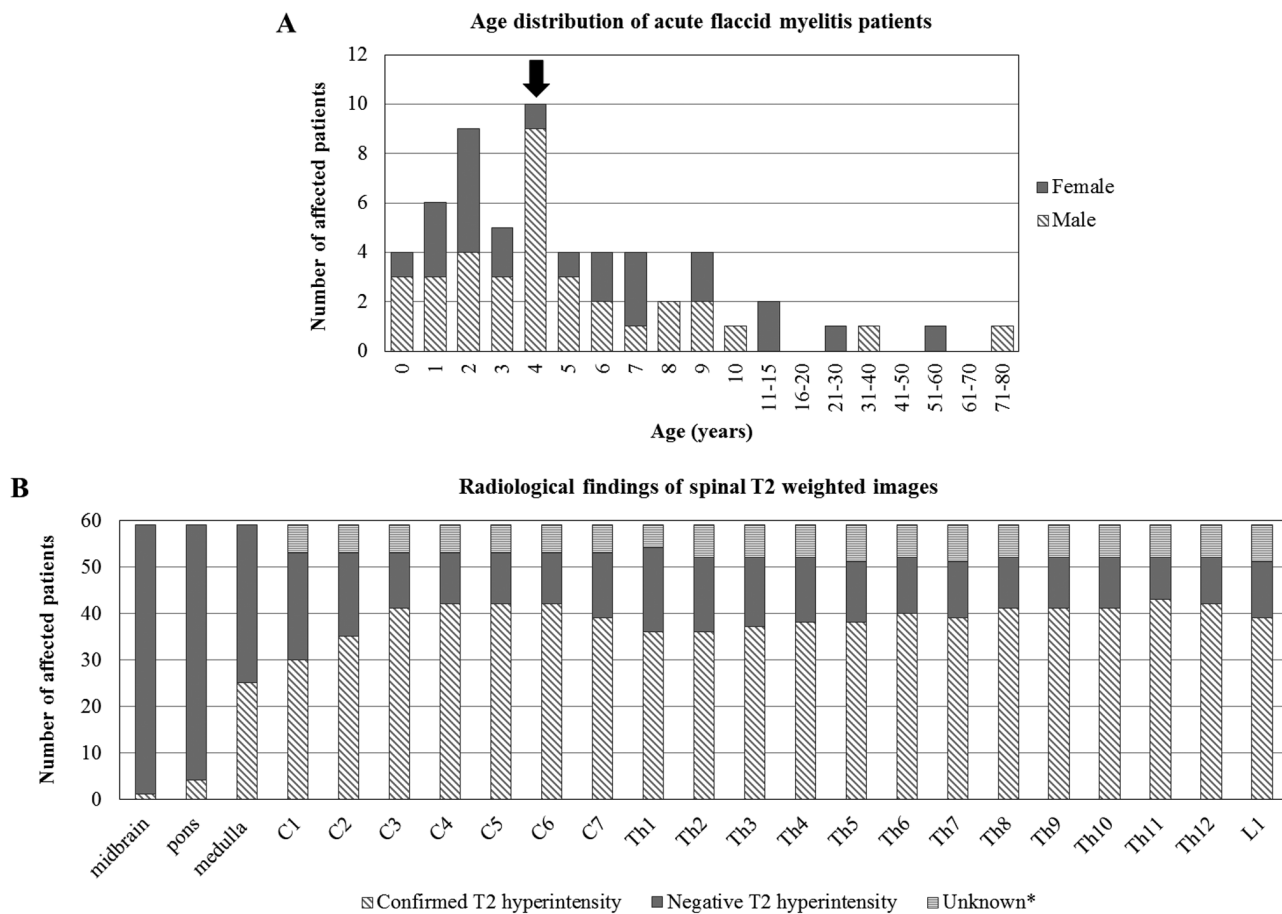 A
Age distribution of acute flaccid myelitis patients
Number of affected patients
12
10
8
6
4
2
0
0 1 2 3 4 5 6 7 8 9 10 11-15 16-20 21-30 31-40 41-50 51-60 61-70 71-80
Age (years)
Female
Male
B
Radiological findings of spinal T2 weighted images
Number of affected patients
60
50
40
30
20
10
0
midbrain pons medulla C1 C2 C3 C4 C5 C6 C7 Th1 Th2 Th3 Th4 Th5 Th6 Th7 Th8 Th9 Th10 Th11 Th12 L1
Confirmed T2 hyperintensity Negative T2 hyperintensity Unknown*